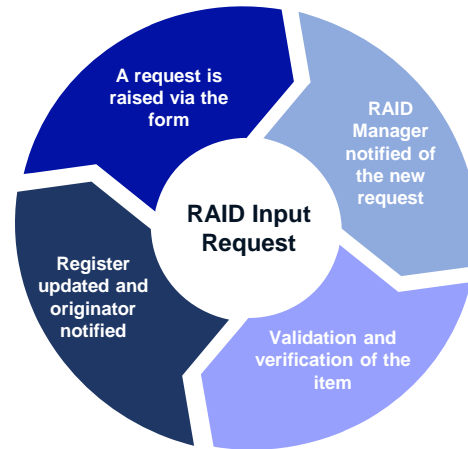 A request is
raised via the
form
RAID
Manager
notified of
the new
request
RAID Input
Request
Register
updated and
originator
notified
Validation and
verification of the
item